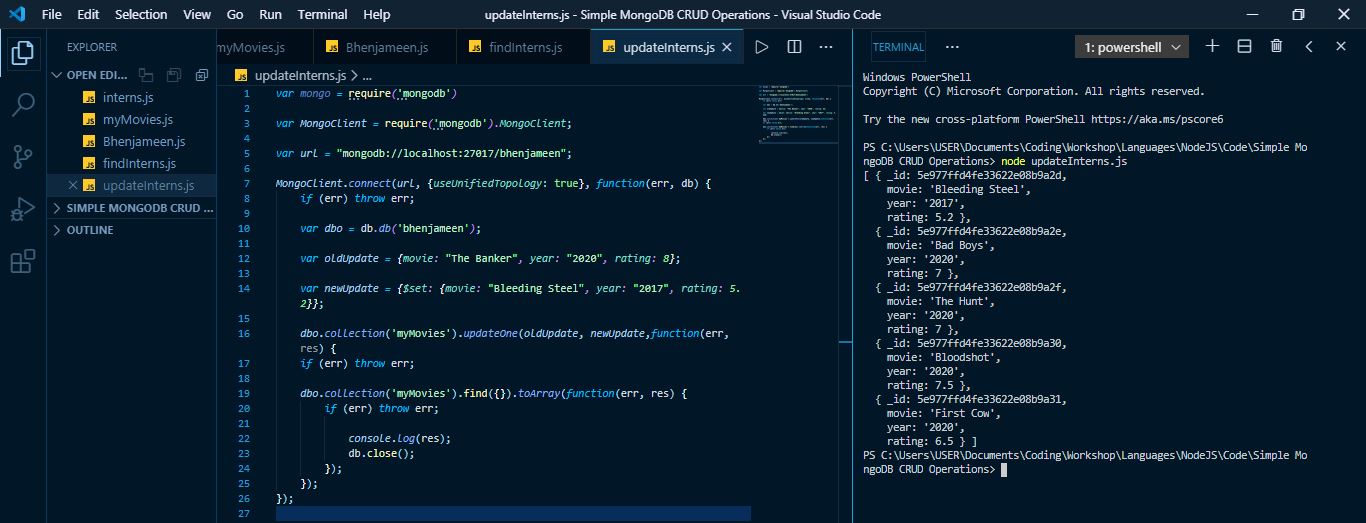 File Edit Selection View Go Run Terminal Help
updateInterns.js - Simple MongoDB CRUD Operations - Visual Studio Code
EXPLORER
OPEN EDI...
JS interns.js
JS myMovies.js
JS Bhenjameen.js
JS findInterns.js
JS updateInterns.js
SIMPLE MONGODB CRUD ...
OUTLINE
myMovies.js
JS Bhenjameen.js
JS findInterns.js
JS updateInterns.js
JS updateInterns.js > ...
1 var mongo = require('mongodb')
2
3 var MongoClient = require('mongodb').MongoClient;
4
5 var url = "mongodb://localhost:27017/bhenjameen";
6
7 MongoClient.connect(url, {useUnifiedTopology: true}, function(err, db) {
8 if (err) throw err;
9
10 var dbo = db.db('bhenjameen');
11
12 var oldUpdate = {movie: "The Banker", year: "2020", rating: 8};
13
14 var newUpdate = {$set: {movie: "Bleeding Steel", year: "2017", rating: 5.
2}};
15
16 dbo.collection('myMovies').updateOne(oldUpdate, newUpdate,function(err,
res) {
17 if (err) throw err;
18
19 dbo.collection('myMovies').find({}).toArray(function(err, res) {
20 if (err) throw err;
21
22 console.log(res);
23 db.close();
24 });
25 });
26 });
27
TERMINAL
1: powershell
Windows PowerShell
Copyright (C) Microsoft Corporation. All rights reserved.
Try the new cross-platform PowerShell https://aka.ms/pscore6
PS C:\Users\USER\Documents\Coding\Workshop\Languages\NodeJS\Code\Simple Mo
ngoDB CRUD Operations> node updateInterns.js
[ { _id: 5e977ffd4fe33622e08b9a2d,
movie: 'Bleeding Steel',
year: '2017',
rating: 5.2 },
{ _id: 5e977ffd4fe33622e08b9a2e,
movie: 'Bad Boys',
year: '2020',
rating: 7 },
{ _id: 5e977ffd4fe33622e08b9a2f,
movie: 'The Hunt',
year: '2020',
rating: 7 },
{ _id: 5e977ffd4fe33622e08b9a30,
movie: 'Bloodshot',
year: '2020',
rating: 7.5 },
{ _id: 5e977ffd4fe33622e08b9a31,
movie: 'First Cow',
year: '2020',
rating: 6.5 } ]
PS C:\Users\USER\Documents\Coding\Workshop\Languages\NodeJS\Code\Simple Mo
ngoDB CRUD Operations>